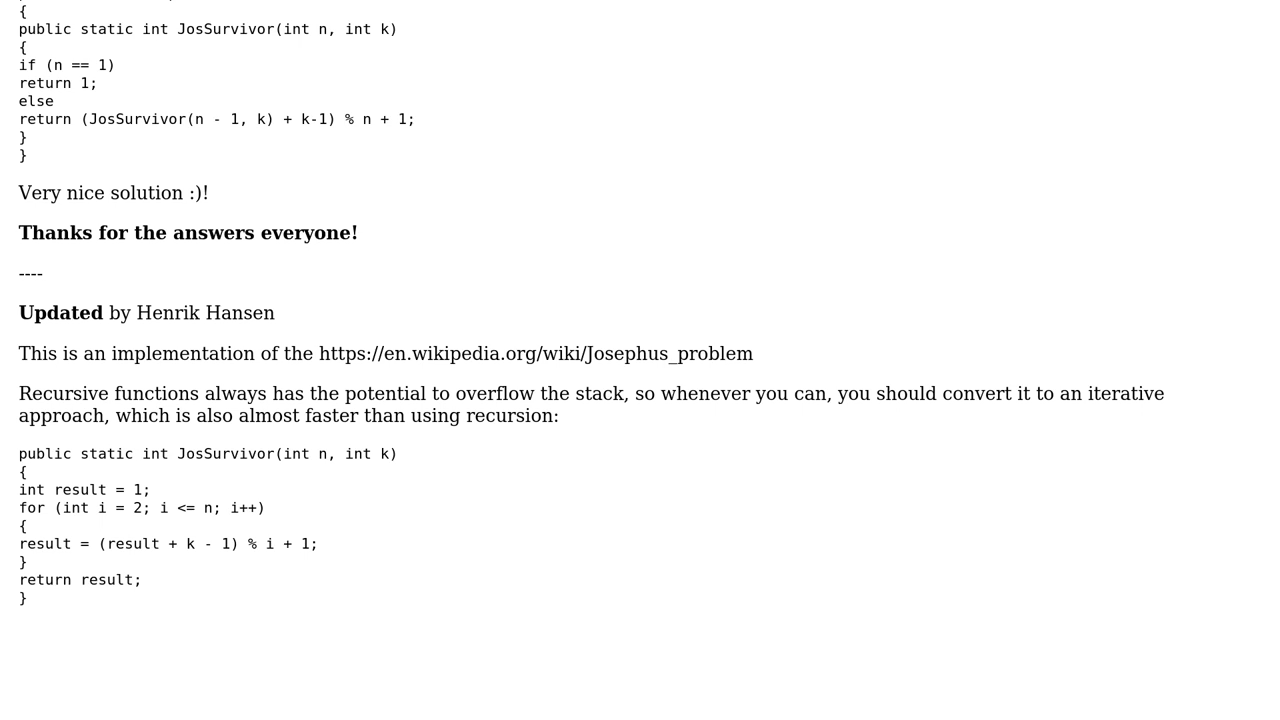 {
public static int JosSurvivor(int n, int k)
{
if (n == 1)
return 1;
else
return (JosSurvivor(n - 1, k) + k-1) % n + 1;
}
}
Very nice solution :)!
Thanks for the answers everyone!
----
Updated by Henrik Hansen
This is an implementation of the https://en.wikipedia.org/wiki/Josephus_problem
Recursive functions always has the potential to overflow the stack, so whenever you can, you should convert it to an iterative
approach, which is also almost faster than using recursion:
public static int JosSurvivor(int n, int k)
{
int result = 1;
for (int i = 2; i <= n; i++)
{
result = (result + k - 1) % i + 1;
}
return result;
}